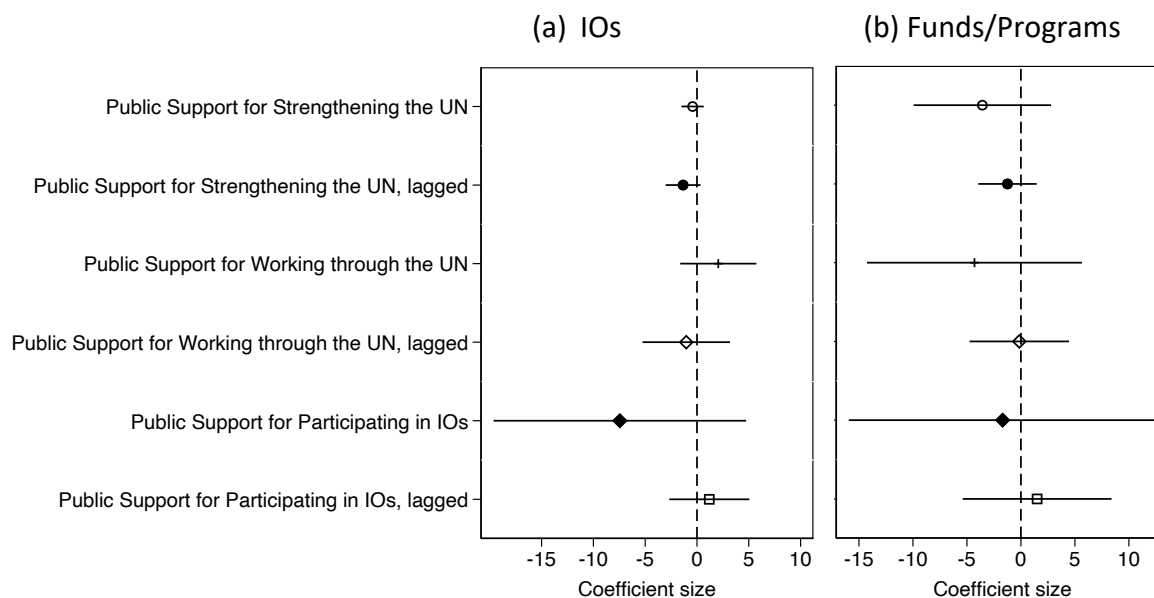 (a) IOs
(b) Funds/Programs
Public Support for Strengthening the UN
Public Support for Strengthening the UN, lagged
Public Support for Working through the UN
Public Support for Working through the UN, lagged
Public Support for Participating in IOs
Public Support for Participating in IOs, lagged
-15 -10 -5 0 5 10
-15 -10 -5 0 5 10
Coefficient size
Coefficient size